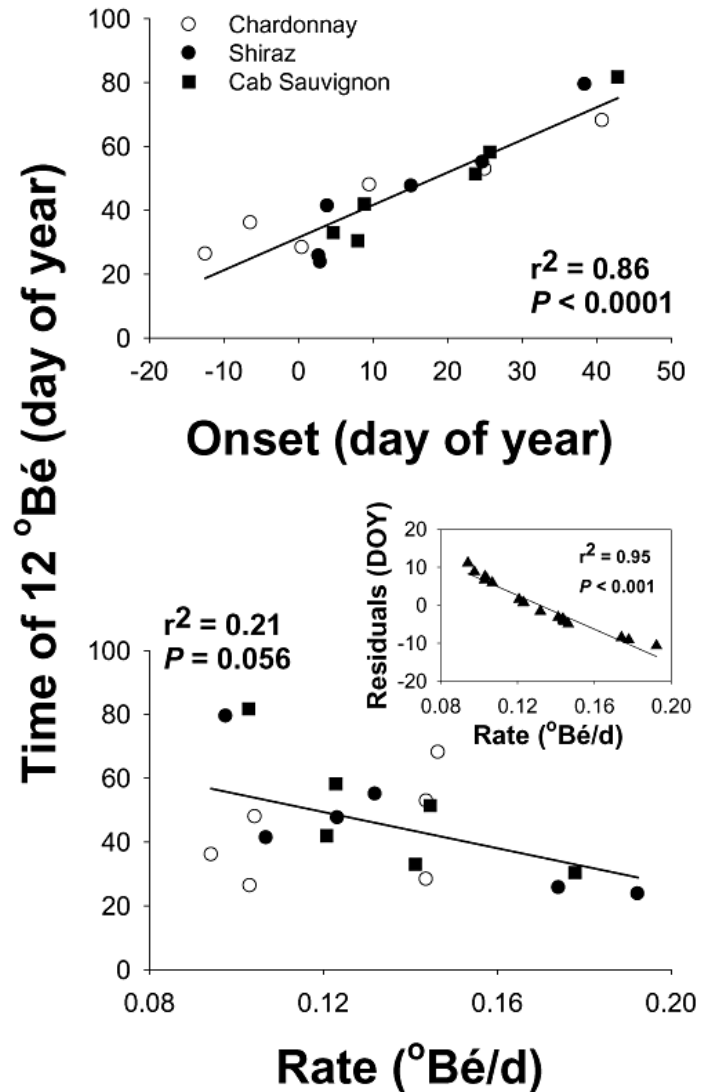 Time of 12 °Bé (day of year)
100
80
60
40
20
0
Chardonnay
Shiraz
Cab Sauvignon
r² = 0.86
P < 0.0001
-20 -10 0 10 20 30 40 50
Onset (day of year)
Residuals (DOY)
20
10
0
-10
-20
r² = 0.95
P < 0.001
0.08 0.12 0.16 0.20
Rate (°Bé/d)
r² = 0.21
P = 0.056
100
80
60
40
20
0
0.08 0.12 0.16 0.20
Rate (°Bé/d)